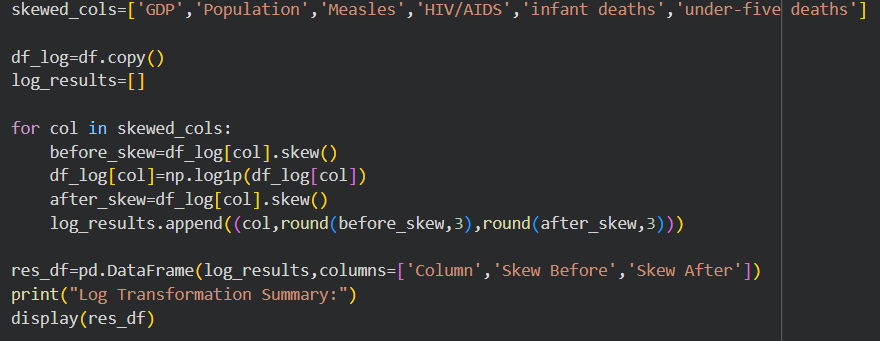 skewed_cols=['GDP','Population','Measles','HIV/AIDS','infant deaths','under-five deaths']
df_log=df.copy()
log_results=[]
for col in skewed_cols:
    before_skew=df_log[col].skew()
    df_log[col]=np.log1p(df_log[col])
    after_skew=df_log[col].skew()
    log_results.append((col,round(before_skew,3),round(after_skew,3)))
res_df=pd.DataFrame(log_results,columns=['Column','Skew Before','Skew After'])
print("Log Transformation Summary:")
display(res_df)